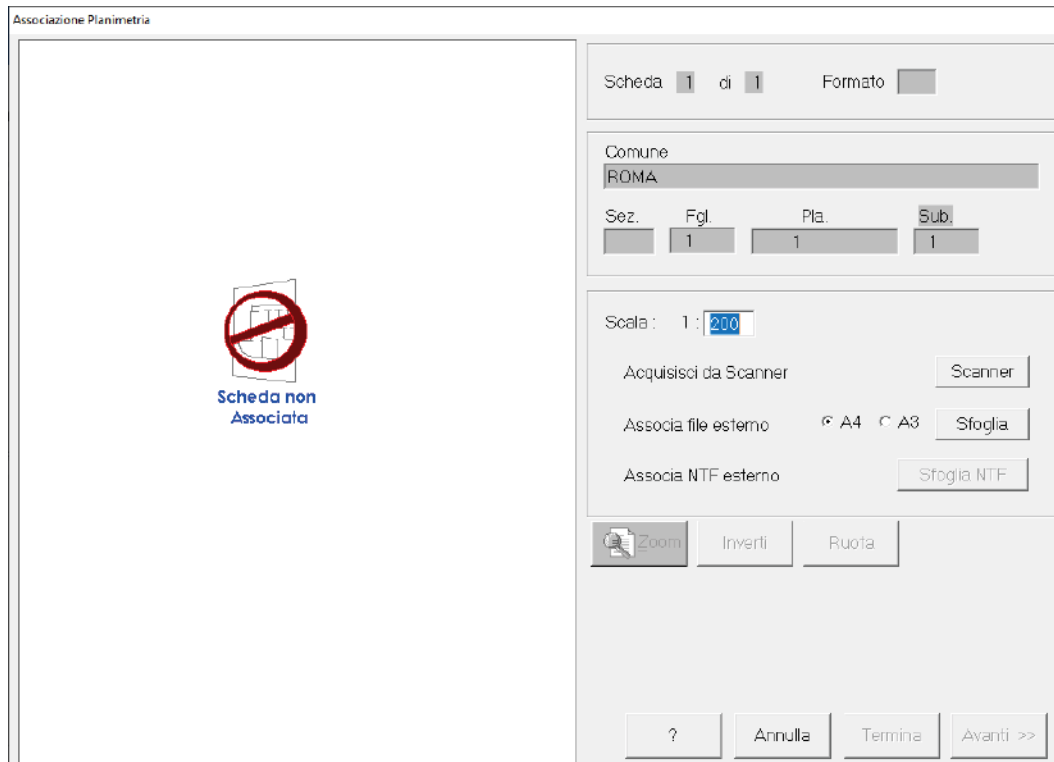 Associazione Planimetria
Scheda 1 di 1 Formato
Comune
ROMA
Sez. Fgl. Pla. Sub.
1 1 1
Scala : 1 : 200
Acquisisci da Scanner Scanner
Associa file esterno A4 A3 Sfoglia
Associa NTF esterno Sfoglia NTF
Zoom Inverti Ruota
Scheda non
Associata
? Annulla Termina Avanti >>